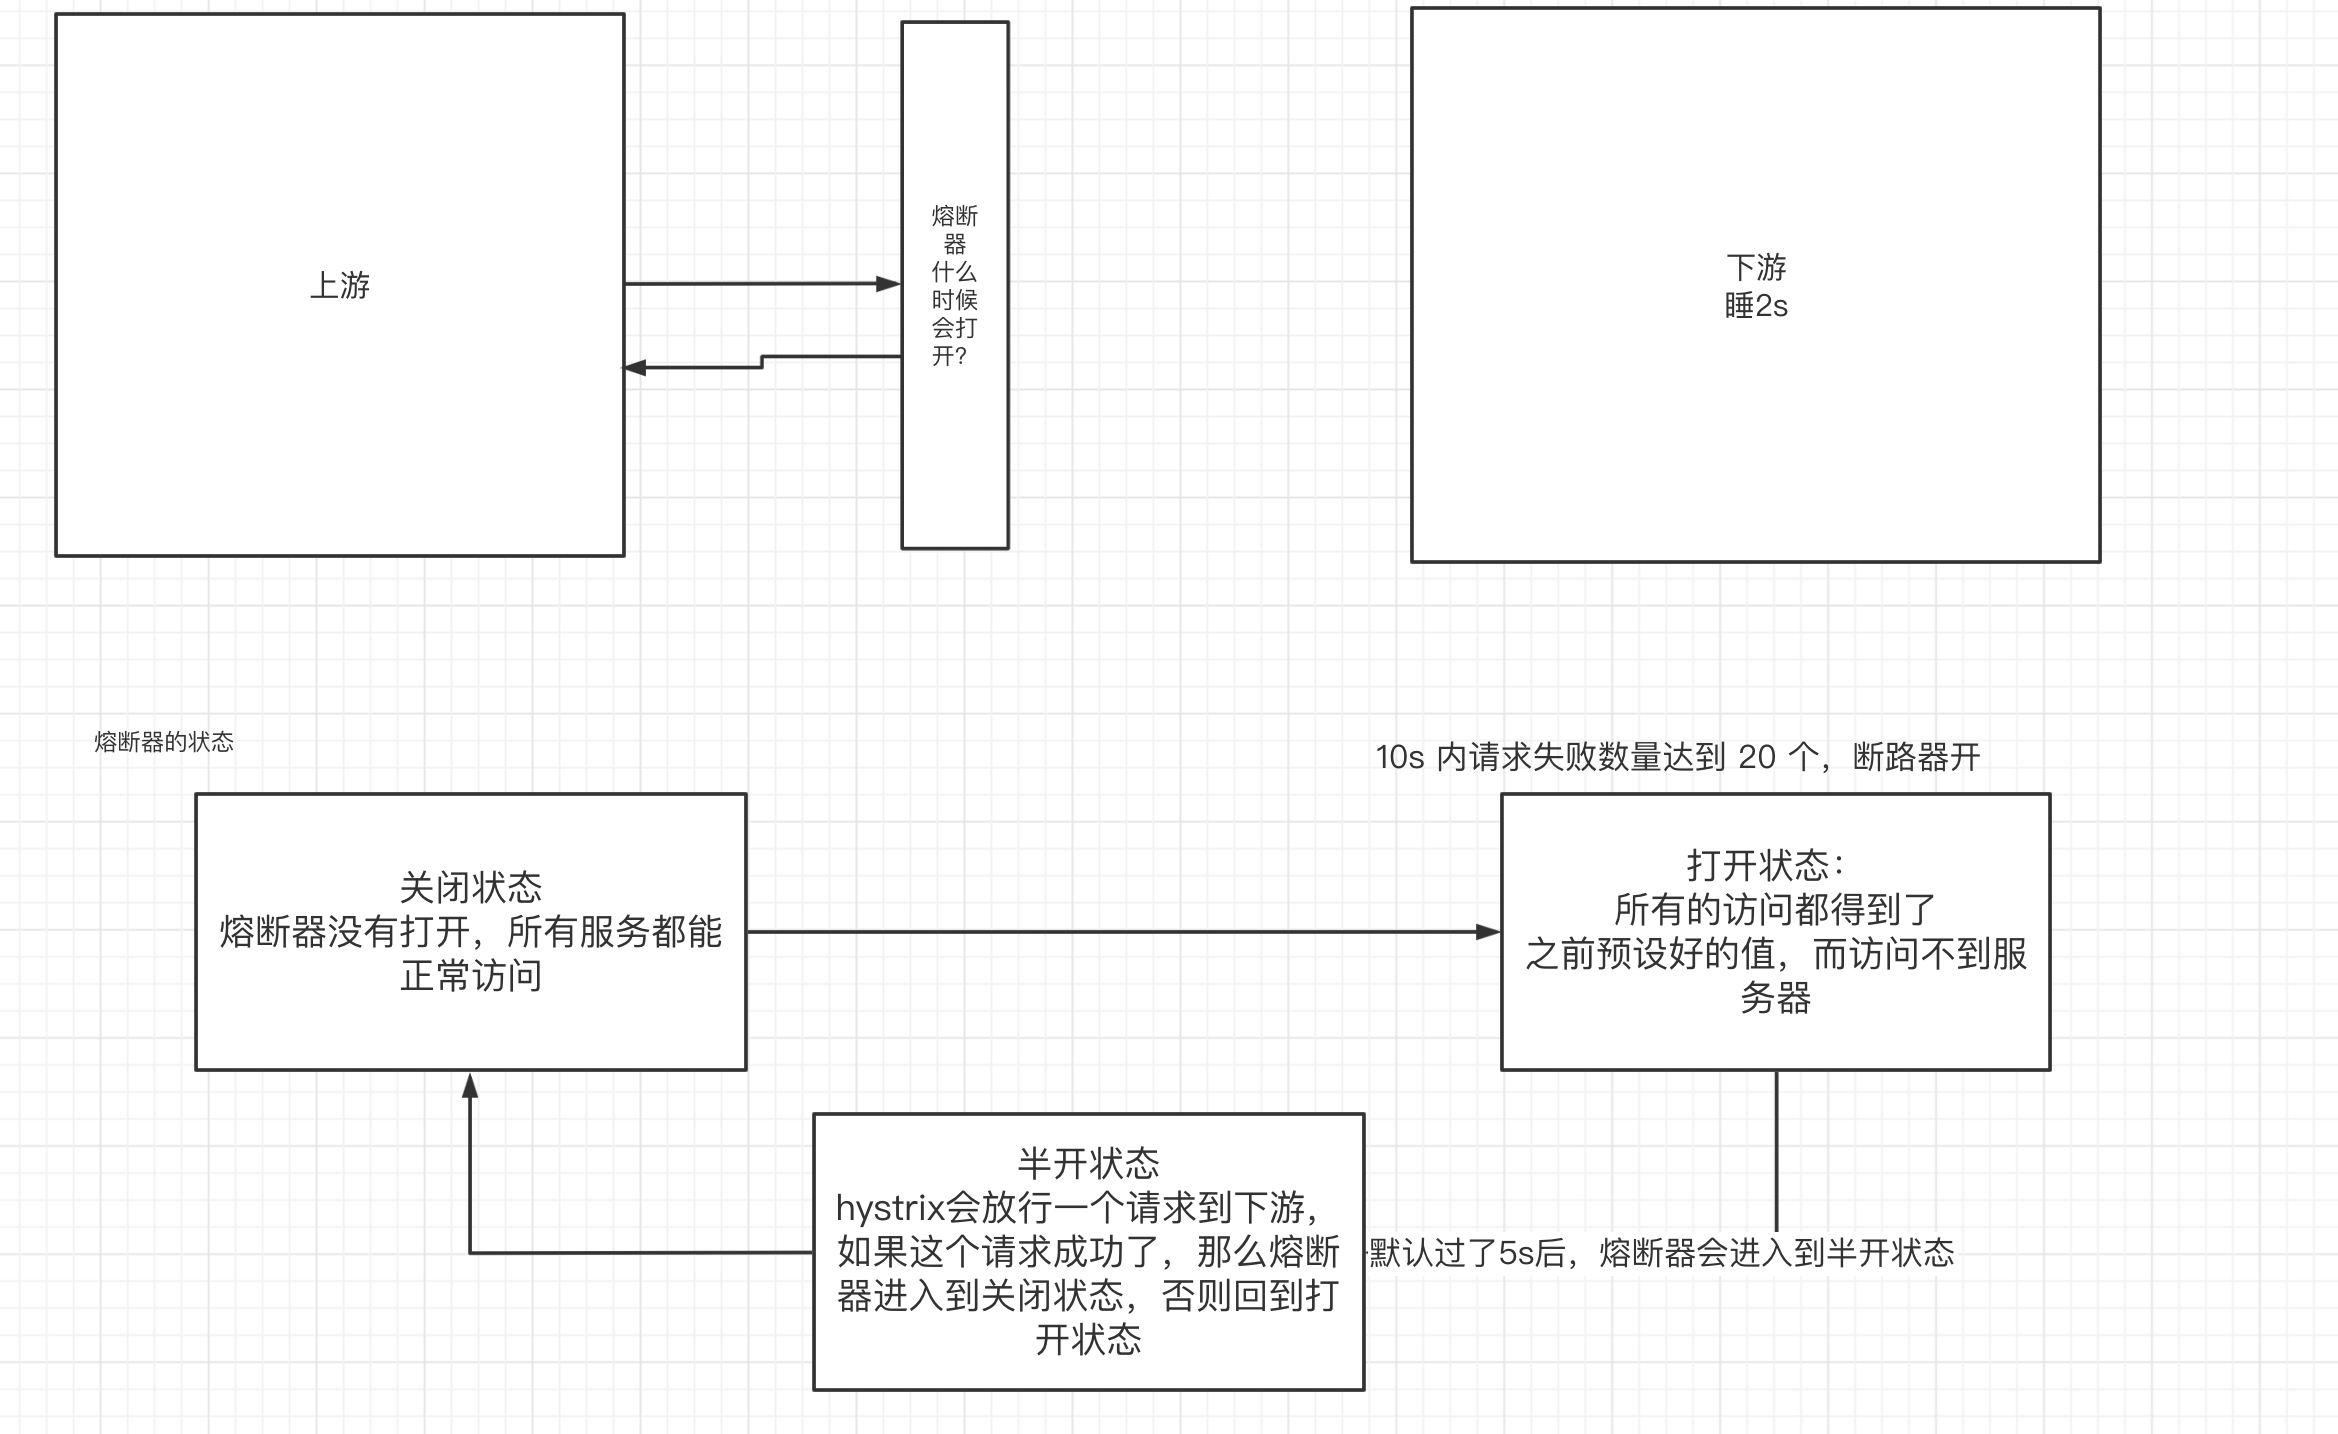 上游
熔断
器
什么
时候
会打
开？
下游
睡2s
熔断器的状态
10s 内请求失败数量达到 20 个，断路器开
关闭状态
熔断器没有打开，所有服务都能
正常访问
打开状态：
所有的访问都得到了
之前预设好的值，而访问不到服
务器
半开状态
hystrix会放行一个请求到下游，
如果这个请求成功了，那么熔断
器进入到关闭状态，否则回到打
开状态
默认过了5s后，熔断器会进入到半开状态